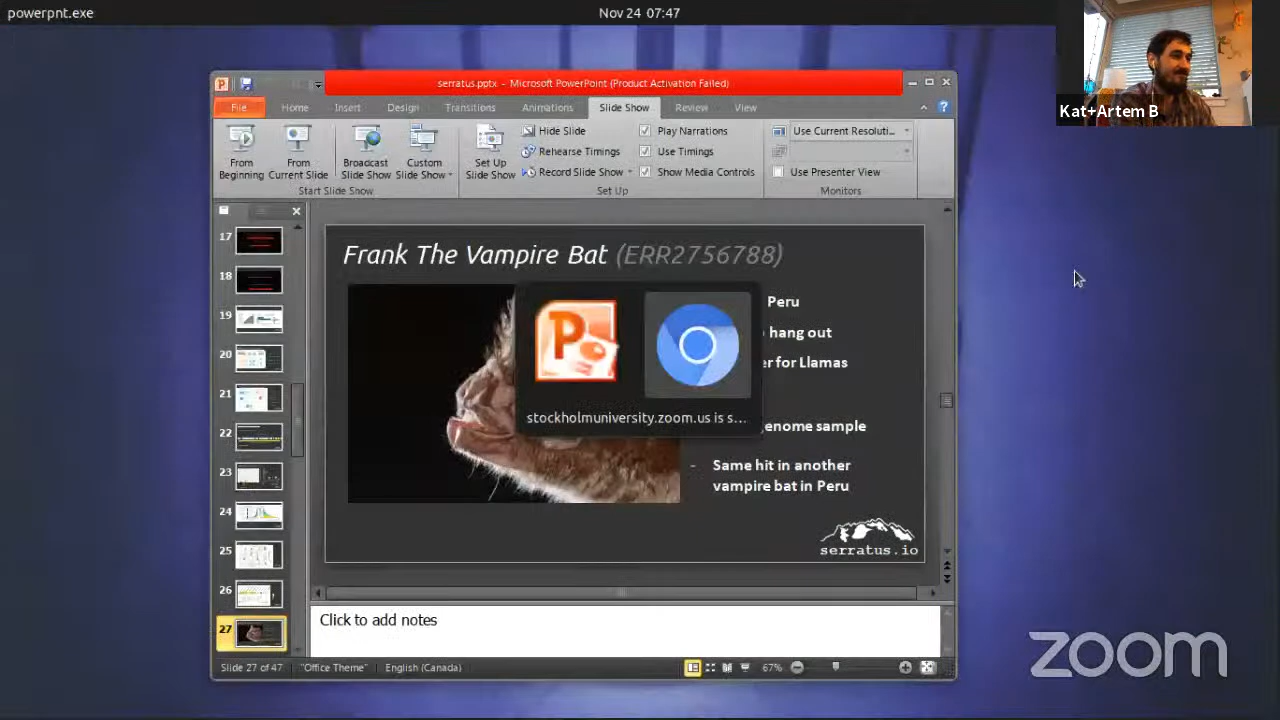 powerpnt.exe
Nov 24 07:47
Kat+Artem B
serratus.pptx - Microsoft PowerPoint (Product Activation Failed)
File Home Insert Design Transitions Animations Slide Show Review View
From Beginning
From Current Slide
Broadcast Slide Show
Custom Slide Show
Start Slide Show
Set Up Slide Show
Hide Slide
Rehearse Timings
Record Slide Show
Play Narrations
Use Timings
Show Media Controls
Set Up
Use Current Resoluti...
Use Presenter View
Monitors
17
18
19
20
21
22
23
24
25
26
27
Frank The Vampire Bat (ERR2756788)
Peru
hang out
er for Llamas
genome sample
- Same hit in another
vampire bat in Peru
serratus.io
stockholmuniversity.zoom.us is s...
Click to add notes
Slide 27 of 47
"Office Theme"
English (Canada)
67%
zoom